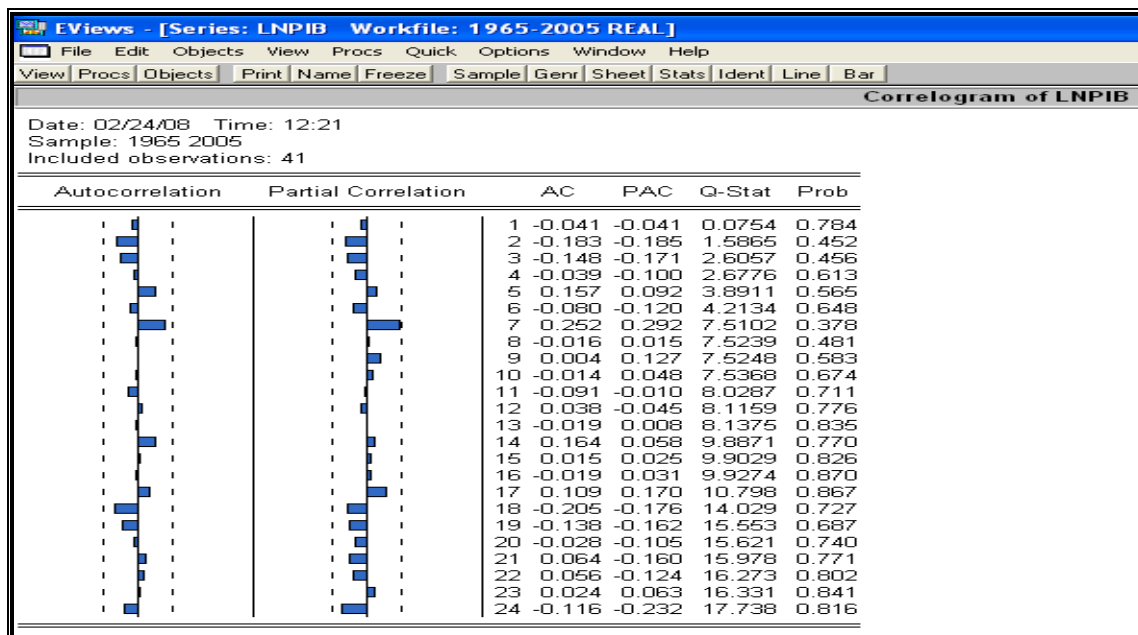 EViews - [Series: LNPIB Workfile: 1965-2005 REAL]
File Edit Objects View Procs Quick Options Window Help
View Procs Objects Print Name Freeze Sample Genr Sheet Stats Ident Line Bar
Correlogram of LNPIB
Date: 02/24/08 Time: 12:21
Sample: 1965 2005
Included observations: 41
Autocorrelation Partial Correlation AC PAC Q-Stat Prob
1 -0.041 -0.041 0.0754 0.784
2 -0.183 -0.185 1.5865 0.452
3 -0.148 -0.171 2.6057 0.456
4 -0.039 -0.100 2.6776 0.613
5 0.157 0.092 3.8911 0.565
6 -0.080 -0.120 4.2134 0.648
7 0.252 0.292 7.5102 0.378
8 -0.016 0.015 7.5239 0.481
9 0.004 0.127 7.5248 0.583
10 -0.014 0.048 7.5368 0.674
11 -0.091 -0.010 8.0287 0.711
12 0.038 -0.045 8.1159 0.776
13 -0.019 0.008 8.1375 0.835
14 0.164 0.058 9.8871 0.770
15 0.015 0.025 9.9029 0.826
16 -0.019 0.031 9.9274 0.870
17 0.109 0.170 10.798 0.867
18 -0.205 -0.176 14.029 0.727
19 -0.138 -0.162 15.553 0.687
20 -0.028 -0.105 15.621 0.740
21 0.064 -0.160 15.978 0.771
22 0.056 -0.124 16.273 0.802
23 0.024 0.063 16.331 0.841
24 -0.116 -0.232 17.738 0.816